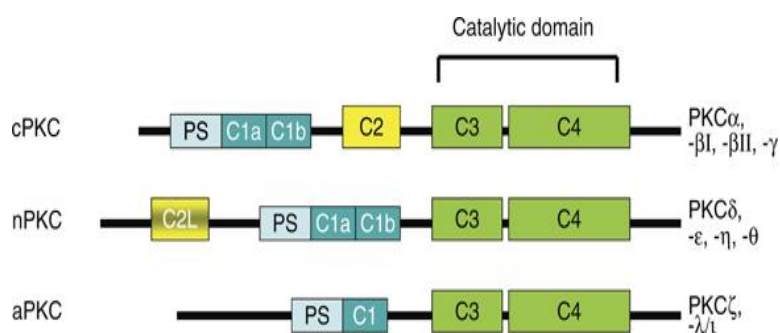 Catalytic domain
cPKC PS C1a C1b C2 C3 C4 PKCα,
-βI, -βII, -γ
nPKC C2L PS C1a C1b C3 C4 PKCδ,
-ε, -η, -θ
aPKC PS C1 C3 C4 PKCζ,
-λ/ι